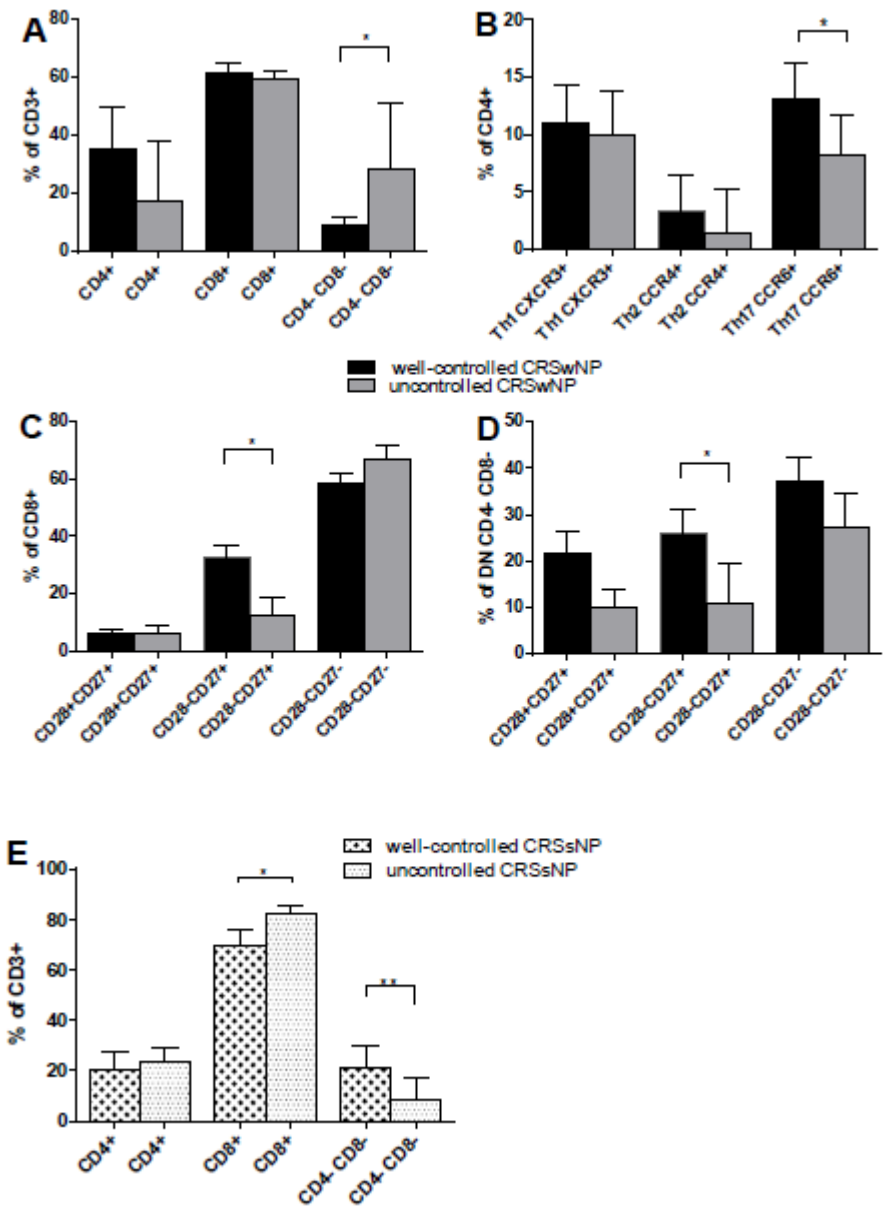 A
B
*
*
80
60
40
20
0
% of CD3+
CD4+
CD4+
CD8+
CD8+
CD4- CD8-
CD4- CD8-
20
15
10
5
0
% of CD4+
Th1 CXCR3+
Th1 CXCR3+
Th2 CCR4+
Th2 CCR4+
Th17 CCR6+
Th17 CCR6+
well-controlled CRSwNP
uncontrolled CRSwNP
C
D
*
*
80
60
40
20
0
% of CD8+
CD28+CD27+
CD28+CD27+
CD28-CD27+
CD28-CD27+
CD28-CD27-
CD28-CD27-
50
40
30
20
10
0
% of DN CD4- CD8-
CD28+CD27+
CD28+CD27+
CD28-CD27+
CD28-CD27+
CD28-CD27-
CD28-CD27-
E
well-controlled CRSsNP
uncontrolled CRSsNP
*
**
100
80
60
40
20
0
% of CD3+
CD4+
CD4+
CD8+
CD8+
CD4- CD8-
CD4- CD8-